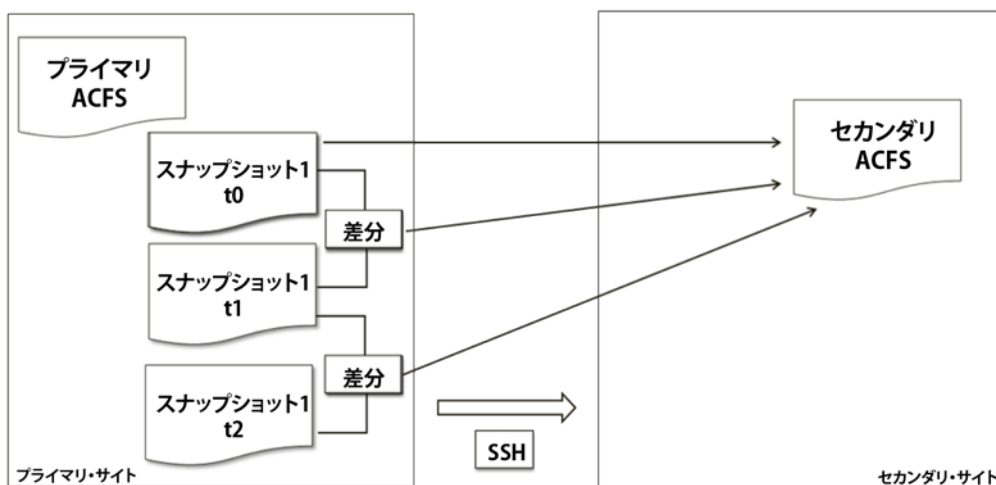 プライマリ
ACFS
スナップショット1
t0
差分
スナップショット1
t1
差分
スナップショット1
t2
プライマリ・サイト
SSH
セカンダリ
ACFS
セカンダリ・サイト